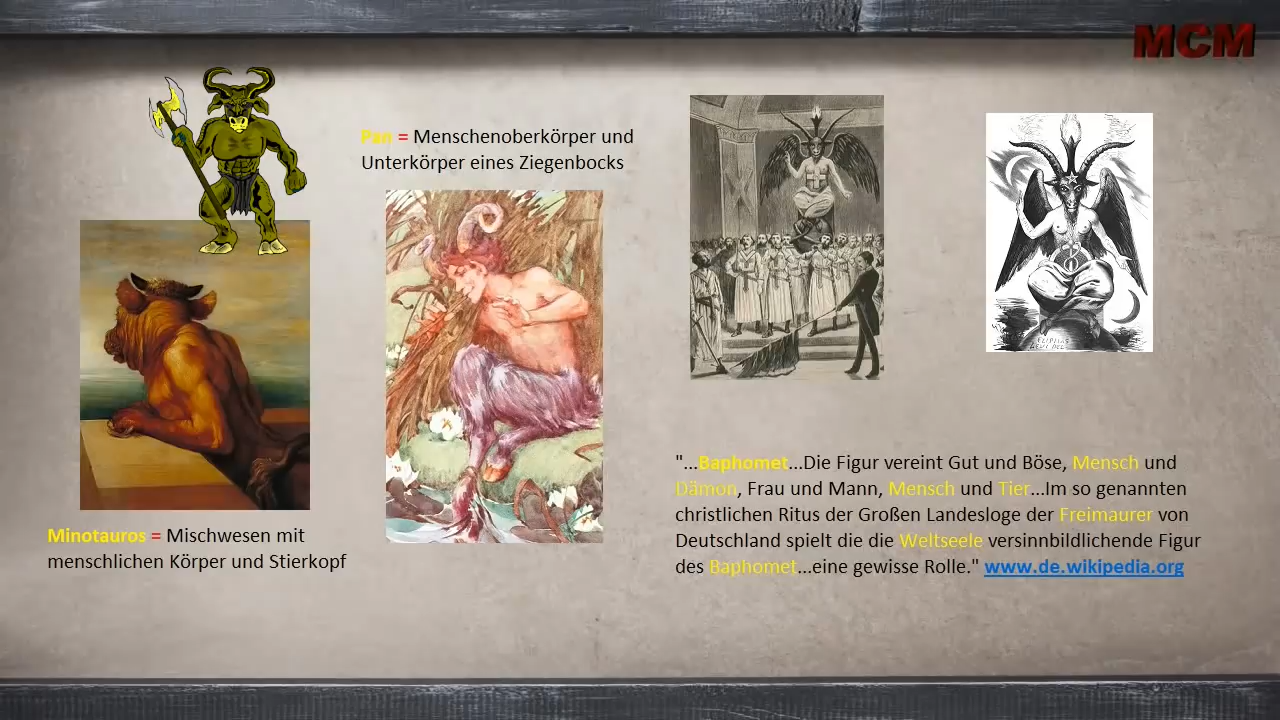 MCM
Pan = Menschenoberkörper und
Unterkörper eines Ziegenbocks
Minotauros = Mischwesen mit
menschlichen Körper und Stierkopf
ELIPHAS
LEVI DEL
"...Baphomet...Die Figur vereint Gut und Böse, Mensch und
Dämon, Frau und Mann, Mensch und Tier...Im so genannten
christlichen Ritus der Großen Landesloge der Freimaurer von
Deutschland spielt die die Weltseele versinnbildlichende Figur
des Baphomet...eine gewisse Rolle." www.de.wikipedia.org